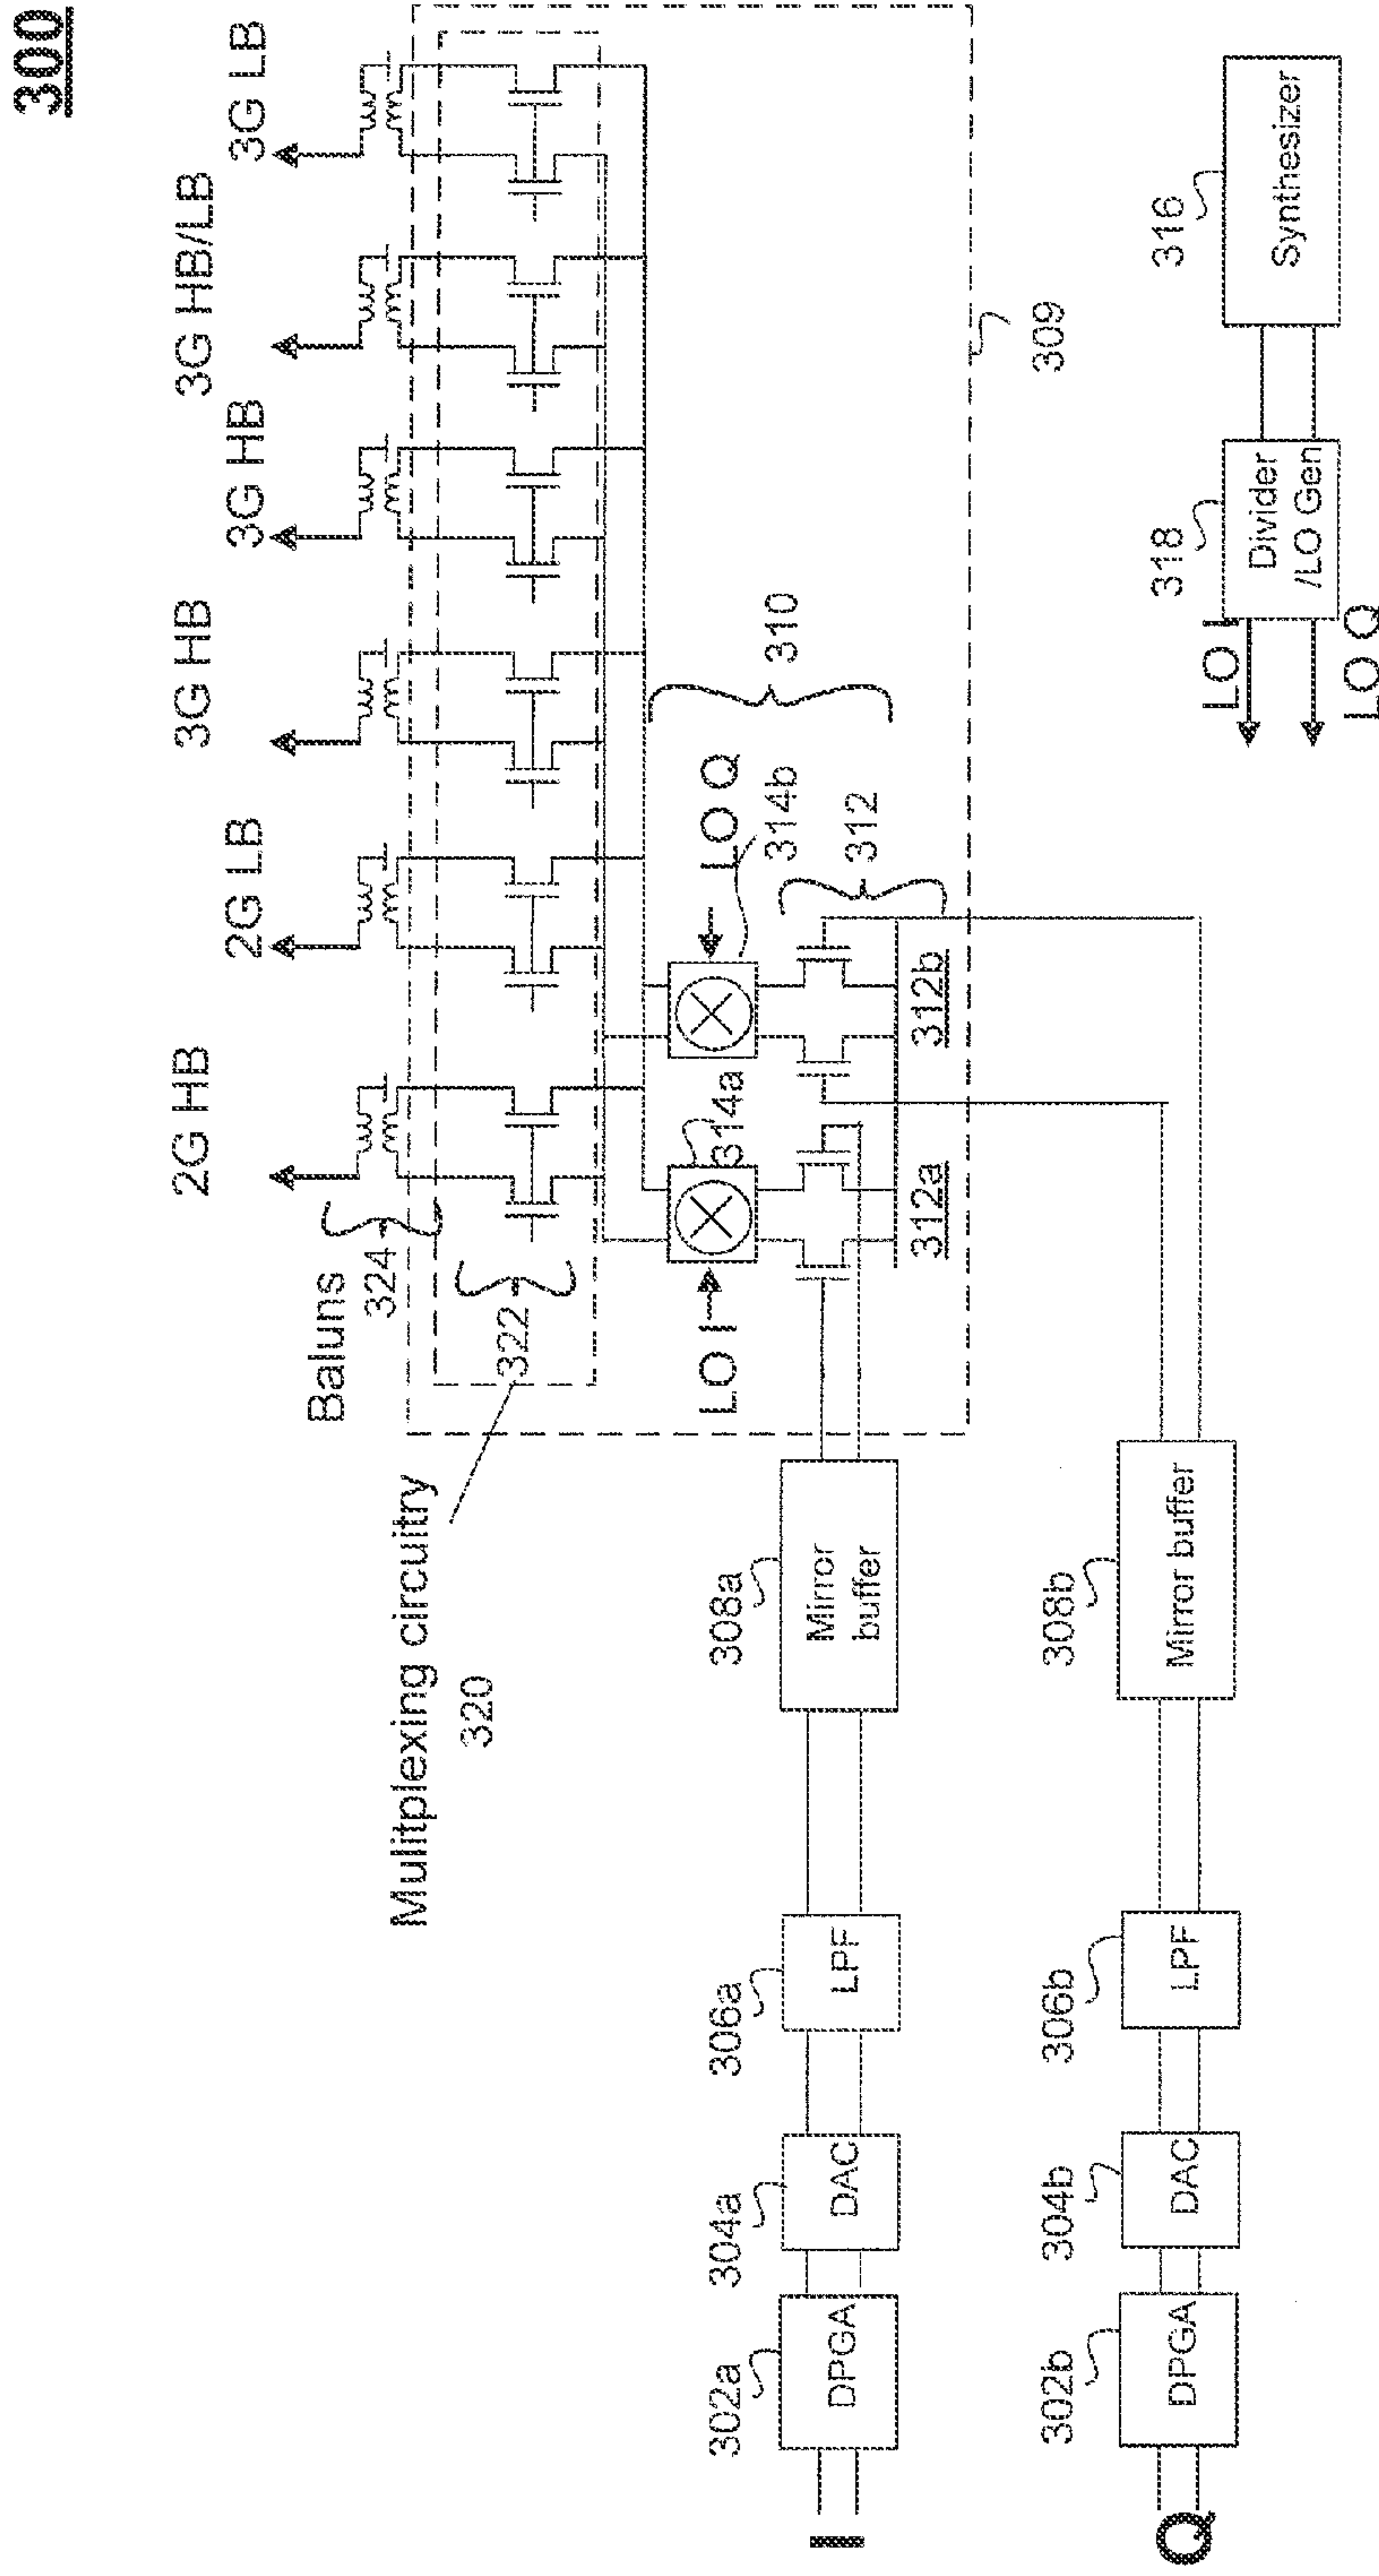 300
2G HB
2G LB
3G HB
3G HB
3G HB/LB
3G LB
Baluns
324
322
Mulitplexing circuitry
320
LO I
314a
LO Q
314b
310
312
312a
312b
309
I
302a
DPGA
304a
DAC
306a
LPF
308a
Mirror
buffer
Q
302b
DPGA
304b
DAC
306b
LPF
308b
Mirror buffer
LO I
LO Q
318
Divider
/LO Gen
316
Synthesizer